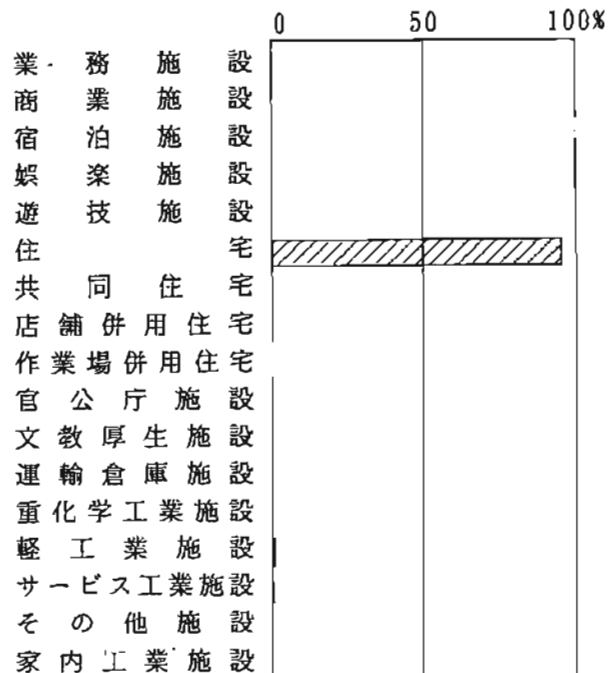 0 50 100%
業務施設
商業施設
宿泊施設
娯楽施設
遊技施設
住宅
共同住宅
店舗併用住宅
作業場併用住宅
官公庁施設
文教厚生施設
運輸倉庫施設
重化学工業施設
軽工業施設
サービス工業施設
その他施設
家内工業施設